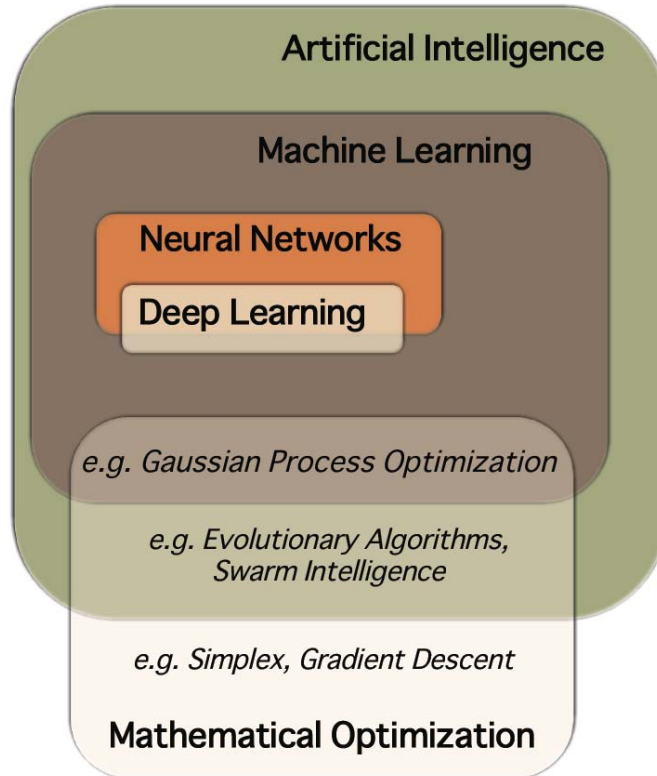 Artificial Intelligence
Machine Learning
Neural Networks
Deep Learning
e.g. Gaussian Process Optimization
e.g. Evolutionary Algorithms,
Swarm Intelligence
e.g. Simplex, Gradient Descent
Mathematical Optimization